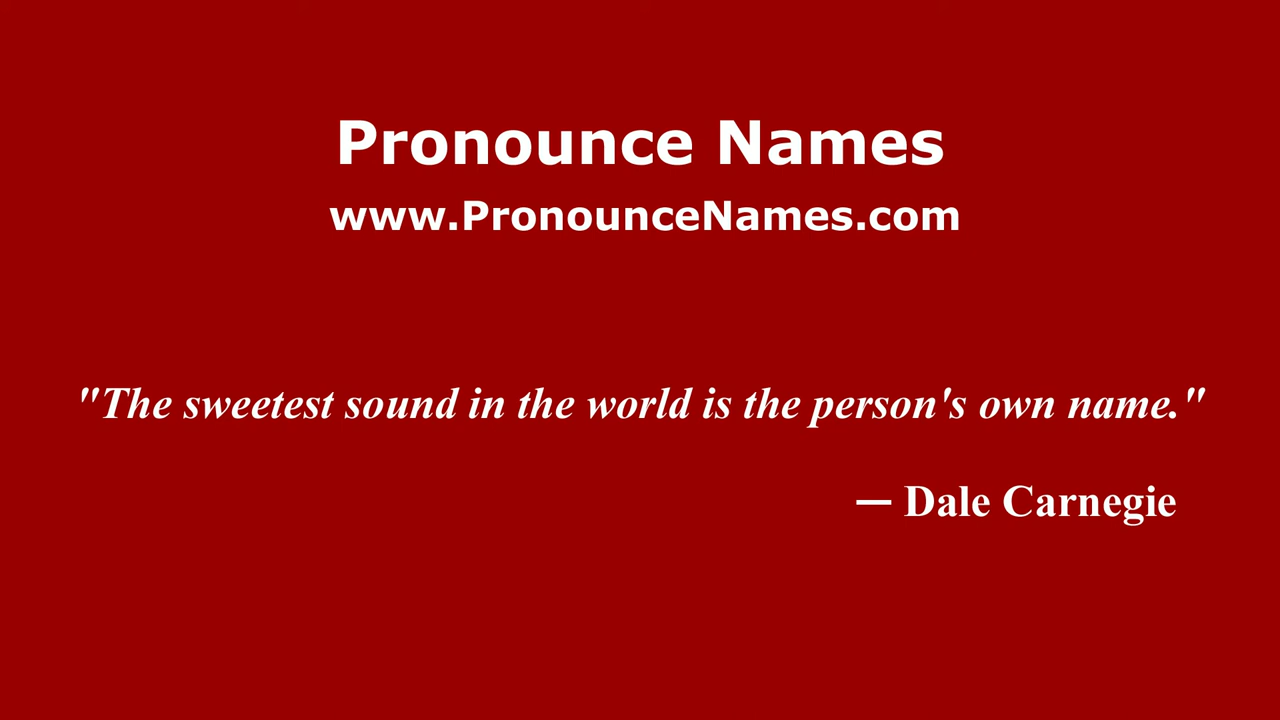 Pronounce Names
www.PronounceNames.com
"The sweetest sound in the world is the person's own name."
— Dale Carnegie